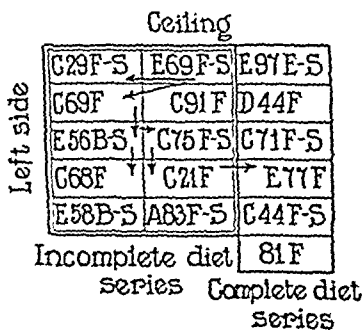 Ceiling
Left side
C29F-S E69F-S E97E-S
C69F C91F D44F
E56B-S C75F-S C71F-S
C68F C21F E77F
E58B-S A83F-S C44F-S
81F
Incomplete diet series
Complete diet series